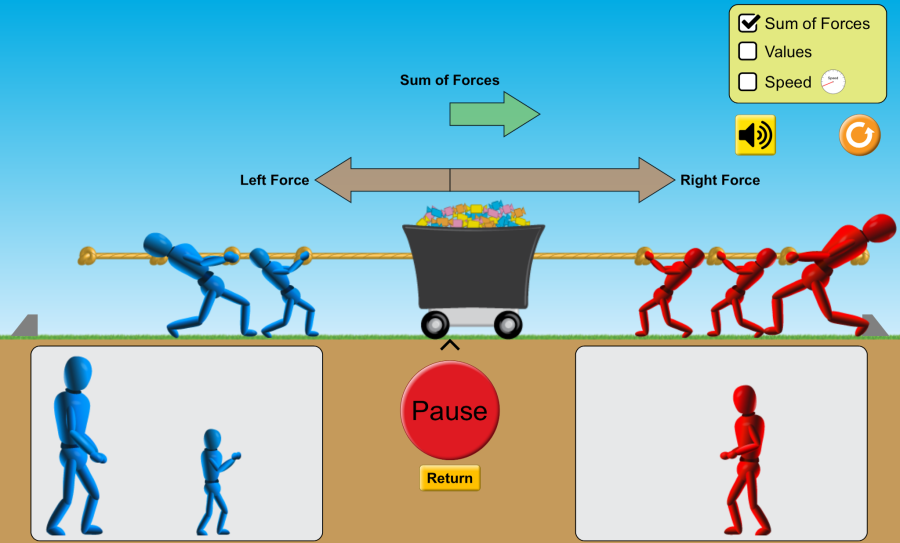 Sum of Forces
Values
Speed
Speed
Sum of Forces
Left Force
Right Force
Pause
Return